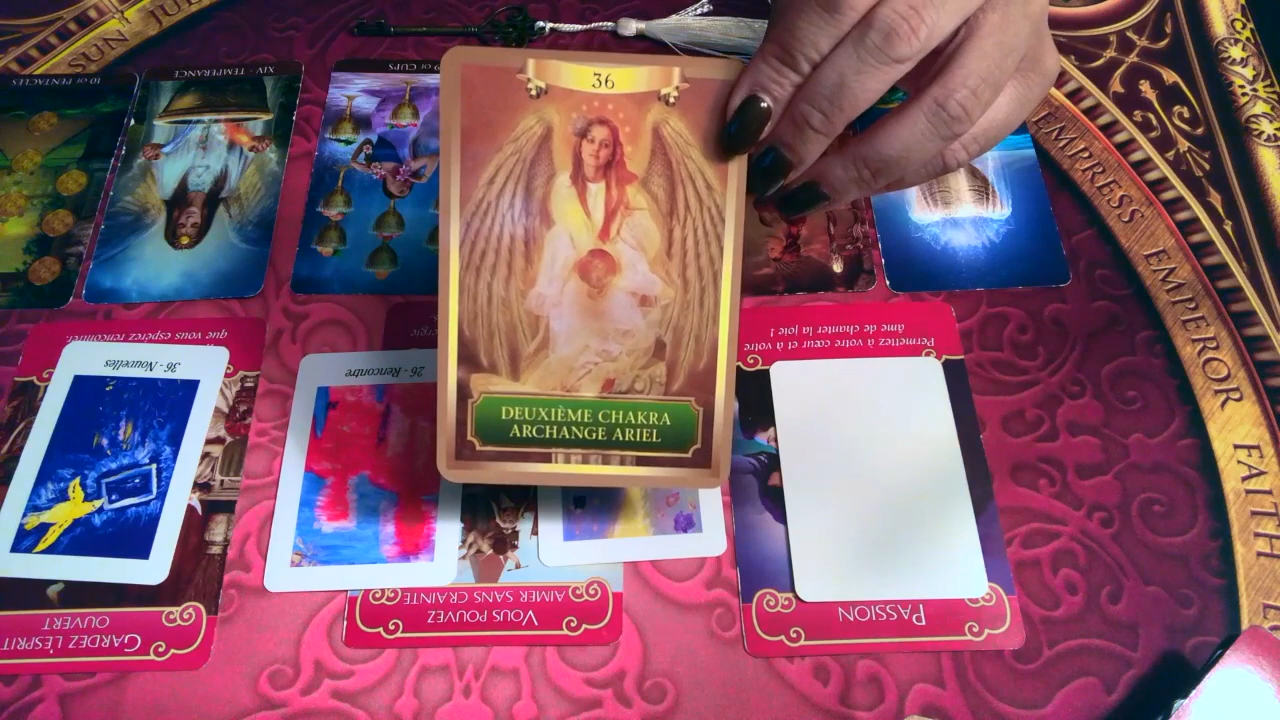 SUN
JU
10 OF PENTACLES
XIV - TEMPERANCE
9 OF CUPS
36
DEUXIÈME CHAKRA
ARCHANGE ARIEL
EMPRESS
EMPEROR
FAITH
que vous espérez rencontrer.
36 - Nouvelles
GARDEZ L'ESPRIT
OUVERT
26 - Rencontre
VOUS POUVEZ
AIMER SANS CRAINTE
Permettez à votre cœur et à votre
âme de chanter la joie !
PASSION